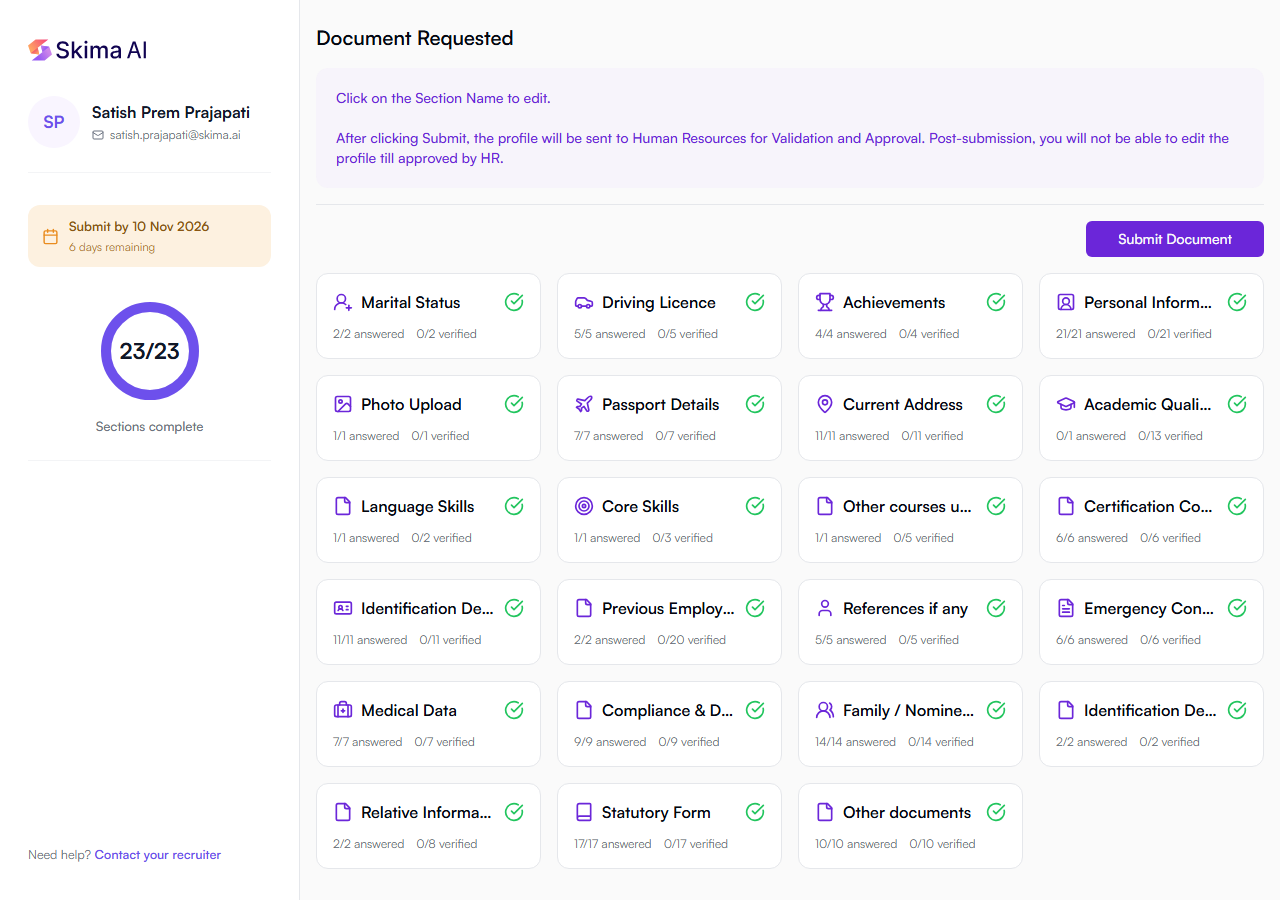 Skima AI
SP
Satish Prem Prajapati
satish.prajapati@skima.ai
Submit by 10 Nov 2026
6 days remaining
23/23
Sections complete
Need help? Contact your recruiter
Document Requested
Click on the Section Name to edit.
After clicking Submit, the profile will be sent to Human Resources for Validation and Approval. Post-submission, you will not be able to edit the
profile till approved by HR.
Submit Document
Marital Status
2/2 answered 0/2 verified
Driving Licence
5/5 answered 0/5 verified
Achievements
4/4 answered 0/4 verified
Personal Inform...
21/21 answered 0/21 verified
Photo Upload
1/1 answered 0/1 verified
Passport Details
7/7 answered 0/7 verified
Current Address
11/11 answered 0/11 verified
Academic Quali...
0/1 answered 0/13 verified
Language Skills
1/1 answered 0/2 verified
Core Skills
1/1 answered 0/3 verified
Other courses u...
1/1 answered 0/5 verified
Certification Co...
6/6 answered 0/6 verified
Identification De...
11/11 answered 0/11 verified
Previous Employ...
2/2 answered 0/20 verified
References if any
5/5 answered 0/5 verified
Emergency Con...
6/6 answered 0/6 verified
Medical Data
7/7 answered 0/7 verified
Compliance & D...
9/9 answered 0/9 verified
Family / Nomine...
14/14 answered 0/14 verified
Identification De...
2/2 answered 0/2 verified
Relative Informa...
2/2 answered 0/8 verified
Statutory Form
17/17 answered 0/17 verified
Other documents
10/10 answered 0/10 verified